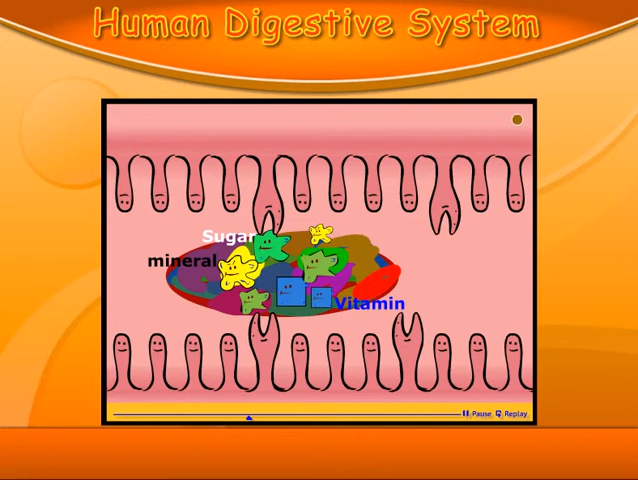 Human Digestive System
Sugar
mineral
Vitamin
Pause Replay